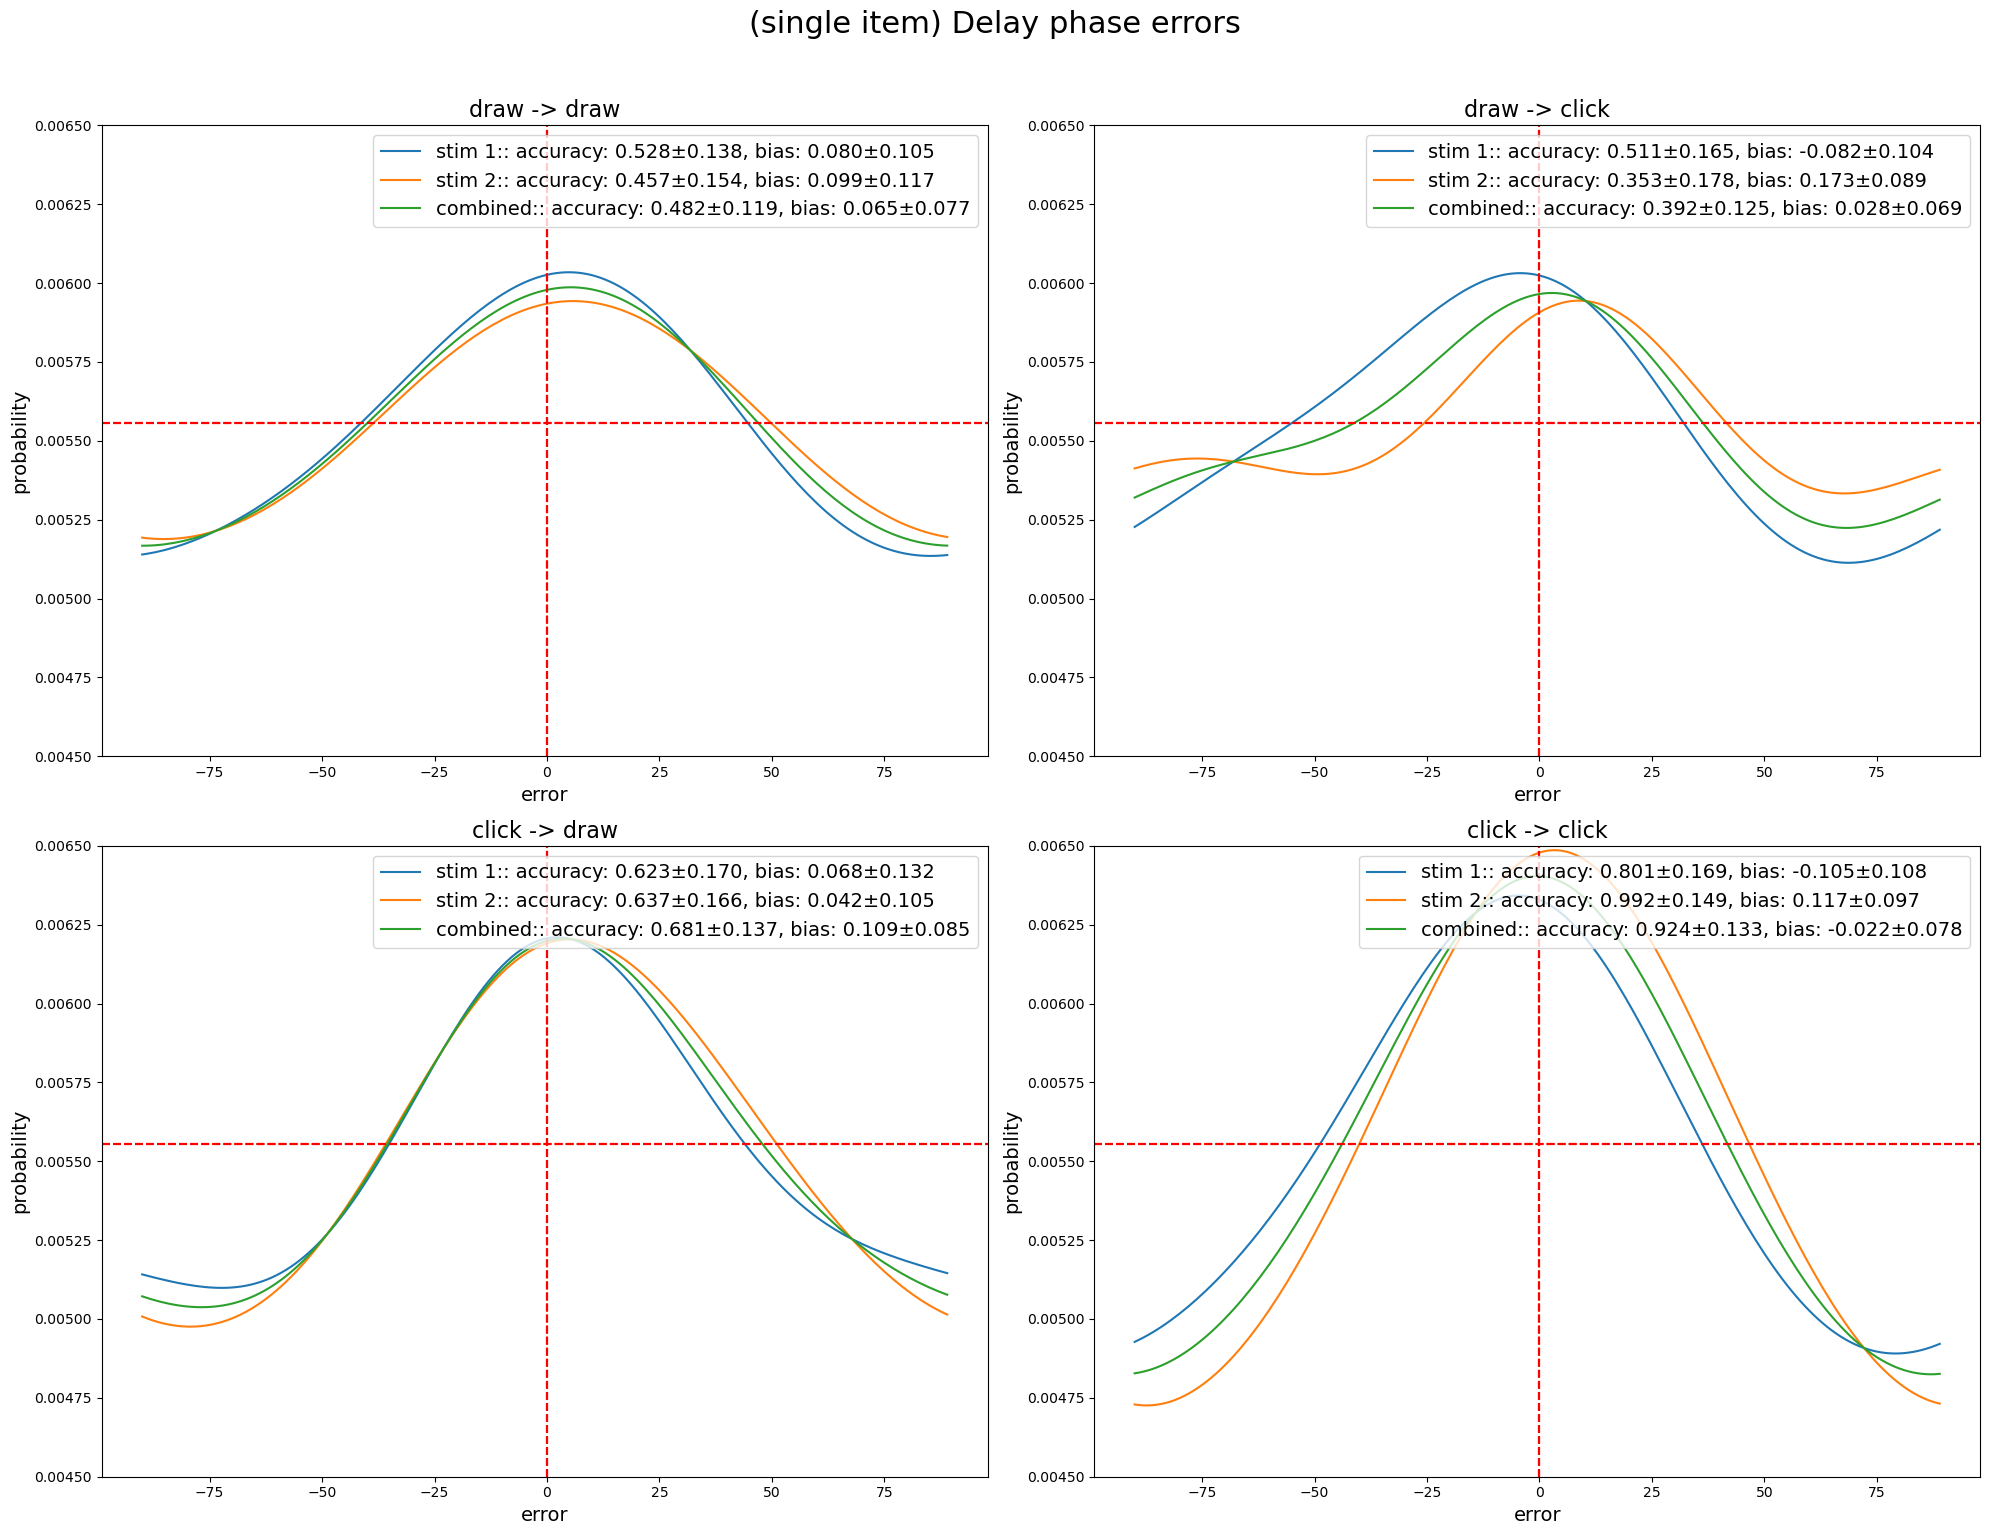 (single item) Delay phase errors
draw -> draw
stim 1:: accuracy: 0.528±0.138, bias: 0.080±0.105
stim 2:: accuracy: 0.457±0.154, bias: 0.099±0.117
combined:: accuracy: 0.482±0.119, bias: 0.065±0.077
0.00650
0.00625
0.00600
0.00575
0.00550
0.00525
0.00500
0.00475
0.00450
probability
−75 −50 −25 0 25 50 75
error
draw -> click
stim 1:: accuracy: 0.511±0.165, bias: -0.082±0.104
stim 2:: accuracy: 0.353±0.178, bias: 0.173±0.089
combined:: accuracy: 0.392±0.125, bias: 0.028±0.069
0.00650
0.00625
0.00600
0.00575
0.00550
0.00525
0.00500
0.00475
0.00450
probability
−75 −50 −25 0 25 50 75
error
click -> draw
stim 1:: accuracy: 0.623±0.170, bias: 0.068±0.132
stim 2:: accuracy: 0.637±0.166, bias: 0.042±0.105
combined:: accuracy: 0.681±0.137, bias: 0.109±0.085
0.00650
0.00625
0.00600
0.00575
0.00550
0.00525
0.00500
0.00475
0.00450
probability
−75 −50 −25 0 25 50 75
error
click -> click
stim 1:: accuracy: 0.801±0.169, bias: -0.105±0.108
stim 2:: accuracy: 0.992±0.149, bias: 0.117±0.097
combined:: accuracy: 0.924±0.133, bias: -0.022±0.078
0.00650
0.00625
0.00600
0.00575
0.00550
0.00525
0.00500
0.00475
0.00450
probability
−75 −50 −25 0 25 50 75
error